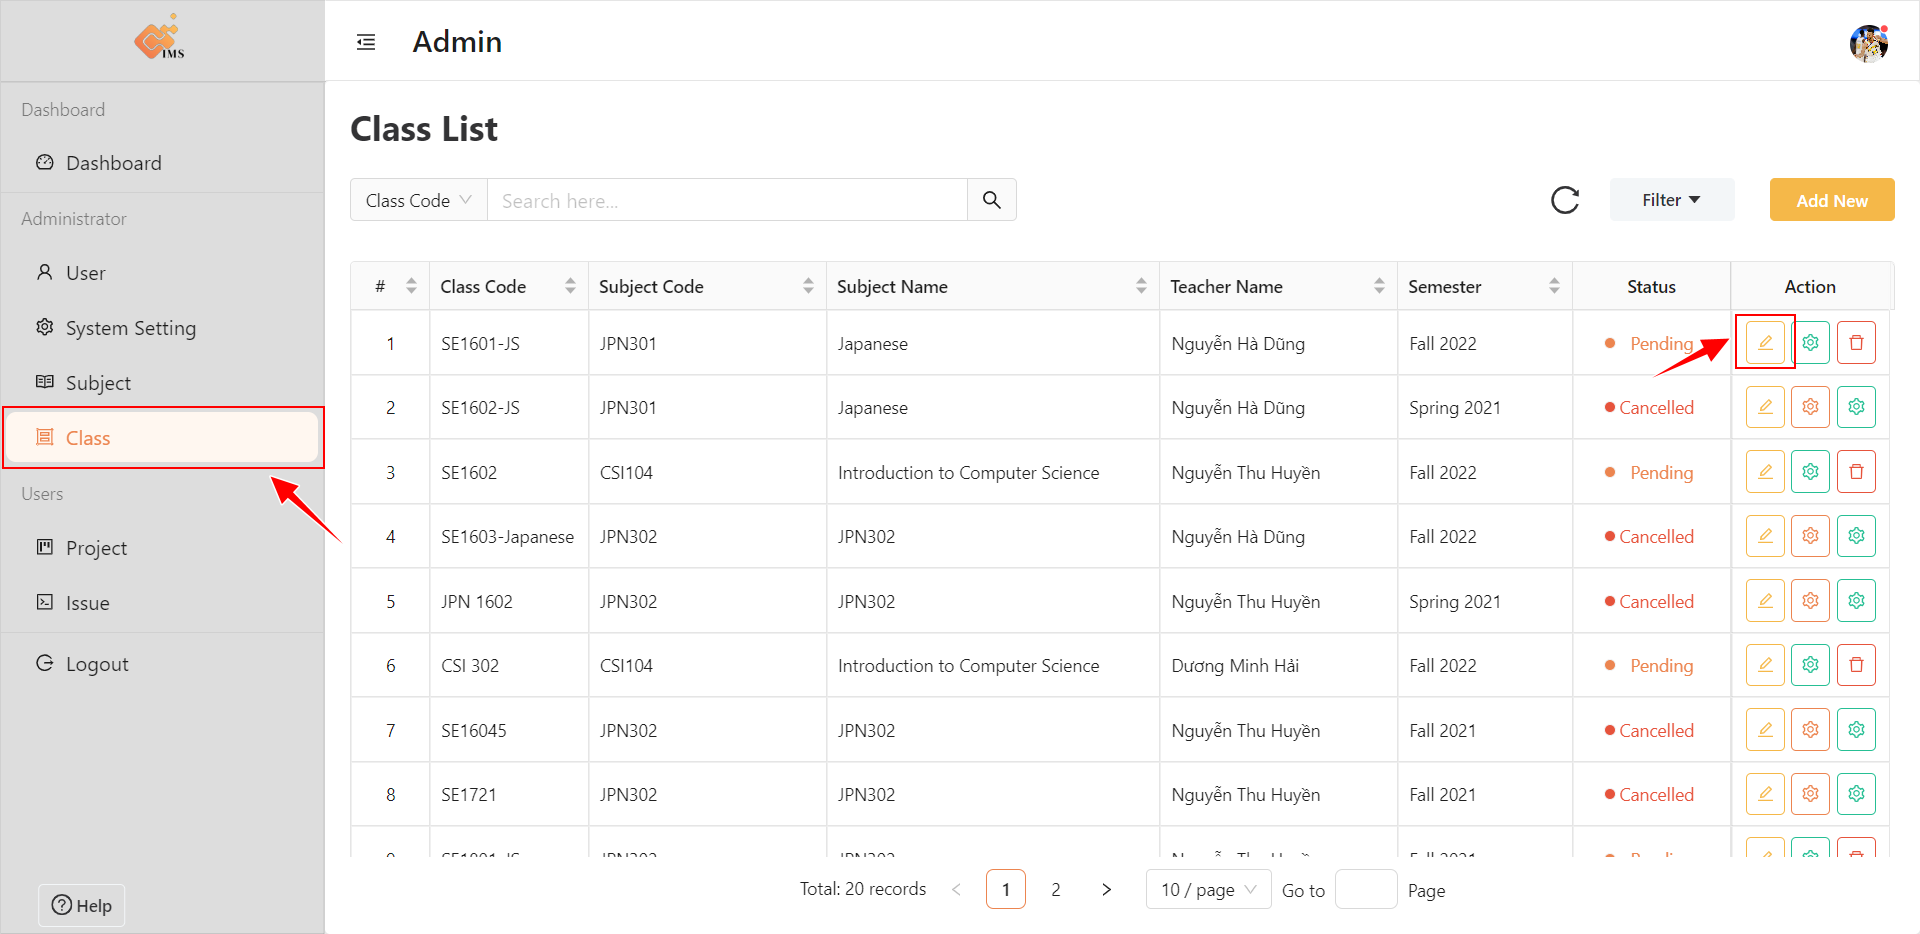 IMS
Admin
Dashboard
Dashboard
Administrator
User
System Setting
Subject
Class
Users
Project
Issue
Logout
Help
Class List
Class Code Search here... Filter Add New
# Class Code Subject Code Subject Name Teacher Name Semester Status Action
1 SE1601-JS JPN301 Japanese Nguyễn Hà Dũng Fall 2022 Pending
2 SE1602-JS JPN301 Japanese Nguyễn Hà Dũng Spring 2021 Cancelled
3 SE1602 CSI104 Introduction to Computer Science Nguyễn Thu Huyền Fall 2022 Pending
4 SE1603-Japanese JPN302 JPN302 Nguyễn Hà Dũng Fall 2022 Cancelled
5 JPN 1602 JPN302 JPN302 Nguyễn Thu Huyền Spring 2021 Cancelled
6 CSI 302 CSI104 Introduction to Computer Science Dương Minh Hải Fall 2022 Pending
7 SE16045 JPN302 JPN302 Nguyễn Thu Huyền Fall 2021 Cancelled
8 SE1721 JPN302 JPN302 Nguyễn Thu Huyền Fall 2021 Cancelled
Total: 20 records < 1 2 > 10 / page Go to Page